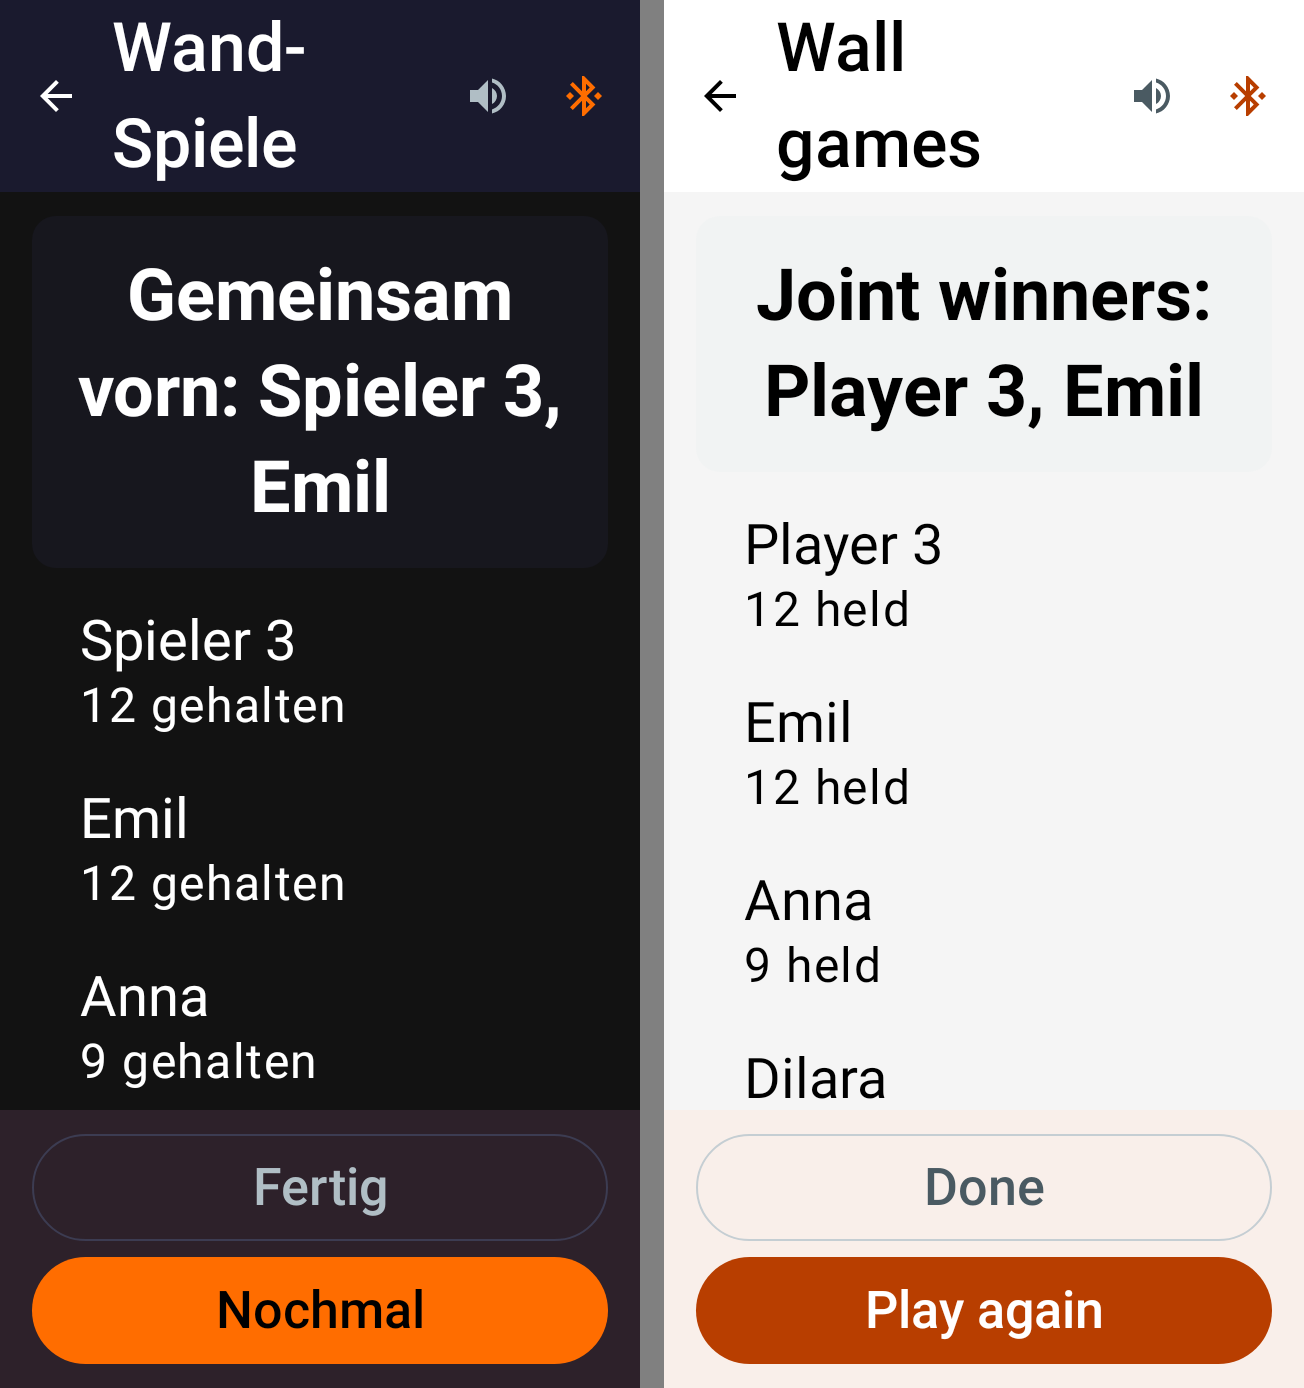 Wand-
Spiele
Gemeinsam
vorn: Spieler 3,
Emil
Spieler 3
12 gehalten
Emil
12 gehalten
Anna
9 gehalten
Fertig
Nochmal
Wall
games
Joint winners:
Player 3, Emil
Player 3
12 held
Emil
12 held
Anna
9 held
Dilara
Done
Play again